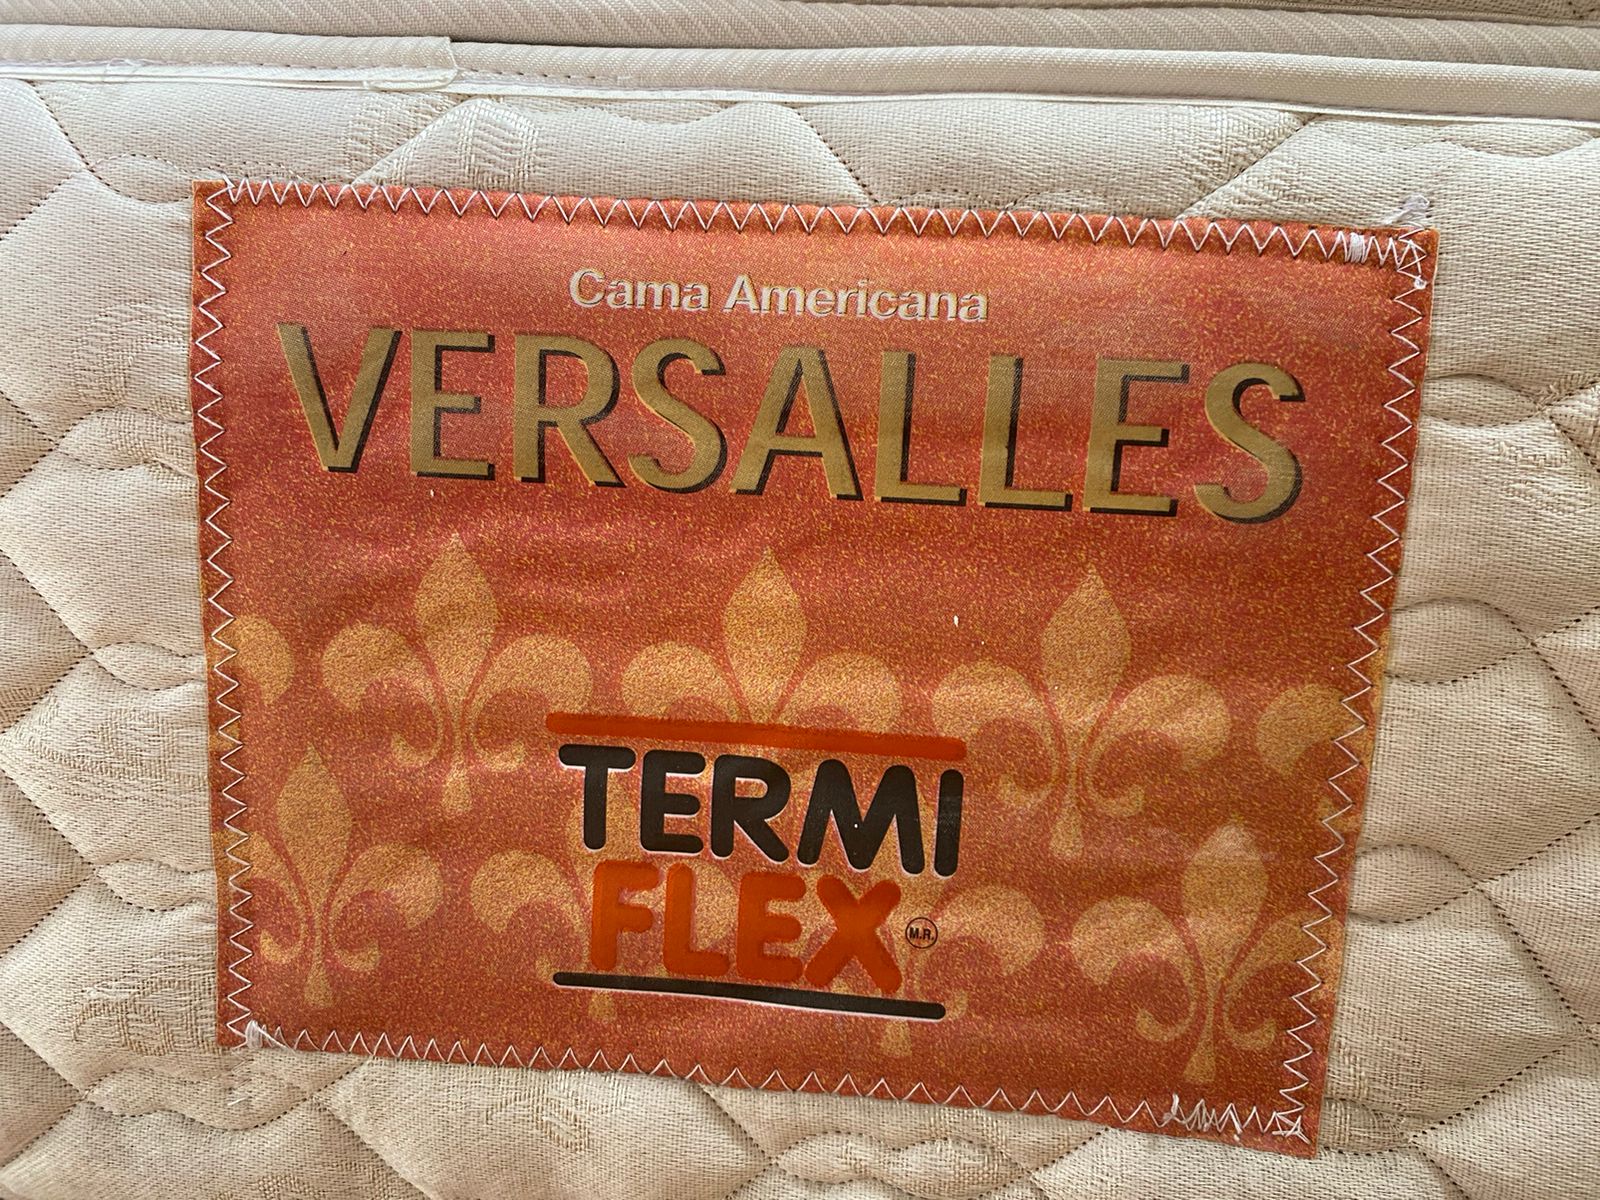 Cama Americana
VERSALLES
TERMI
FLEX M.R.